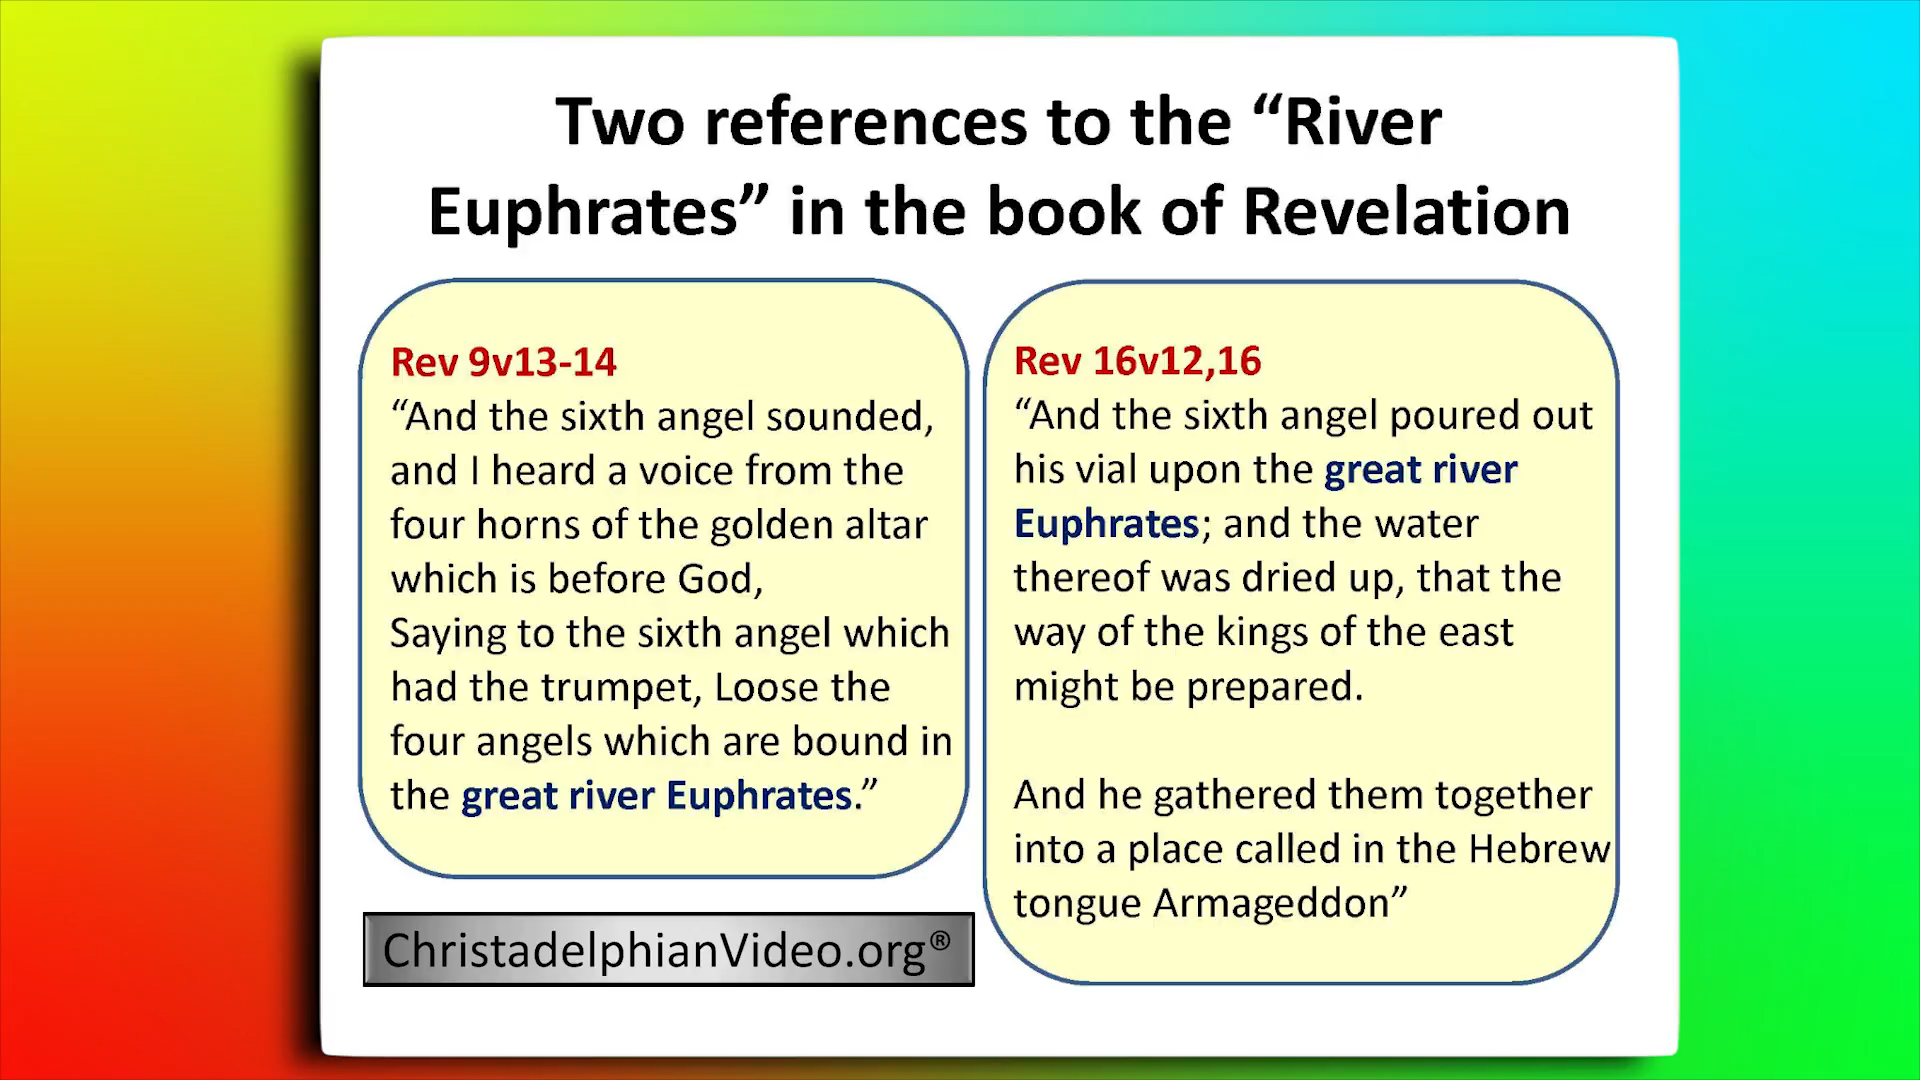 Two references to the “River
Euphrates” in the book of Revelation
Rev 9v13-14
“And the sixth angel sounded,
and I heard a voice from the
four horns of the golden altar
which is before God,
Saying to the sixth angel which
had the trumpet, Loose the
four angels which are bound in
the great river Euphrates.”
Rev 16v12,16
“And the sixth angel poured out
his vial upon the great river
Euphrates; and the water
thereof was dried up, that the
way of the kings of the east
might be prepared.
And he gathered them together
into a place called in the Hebrew
tongue Armageddon”
ChristadelphianVideo.org®